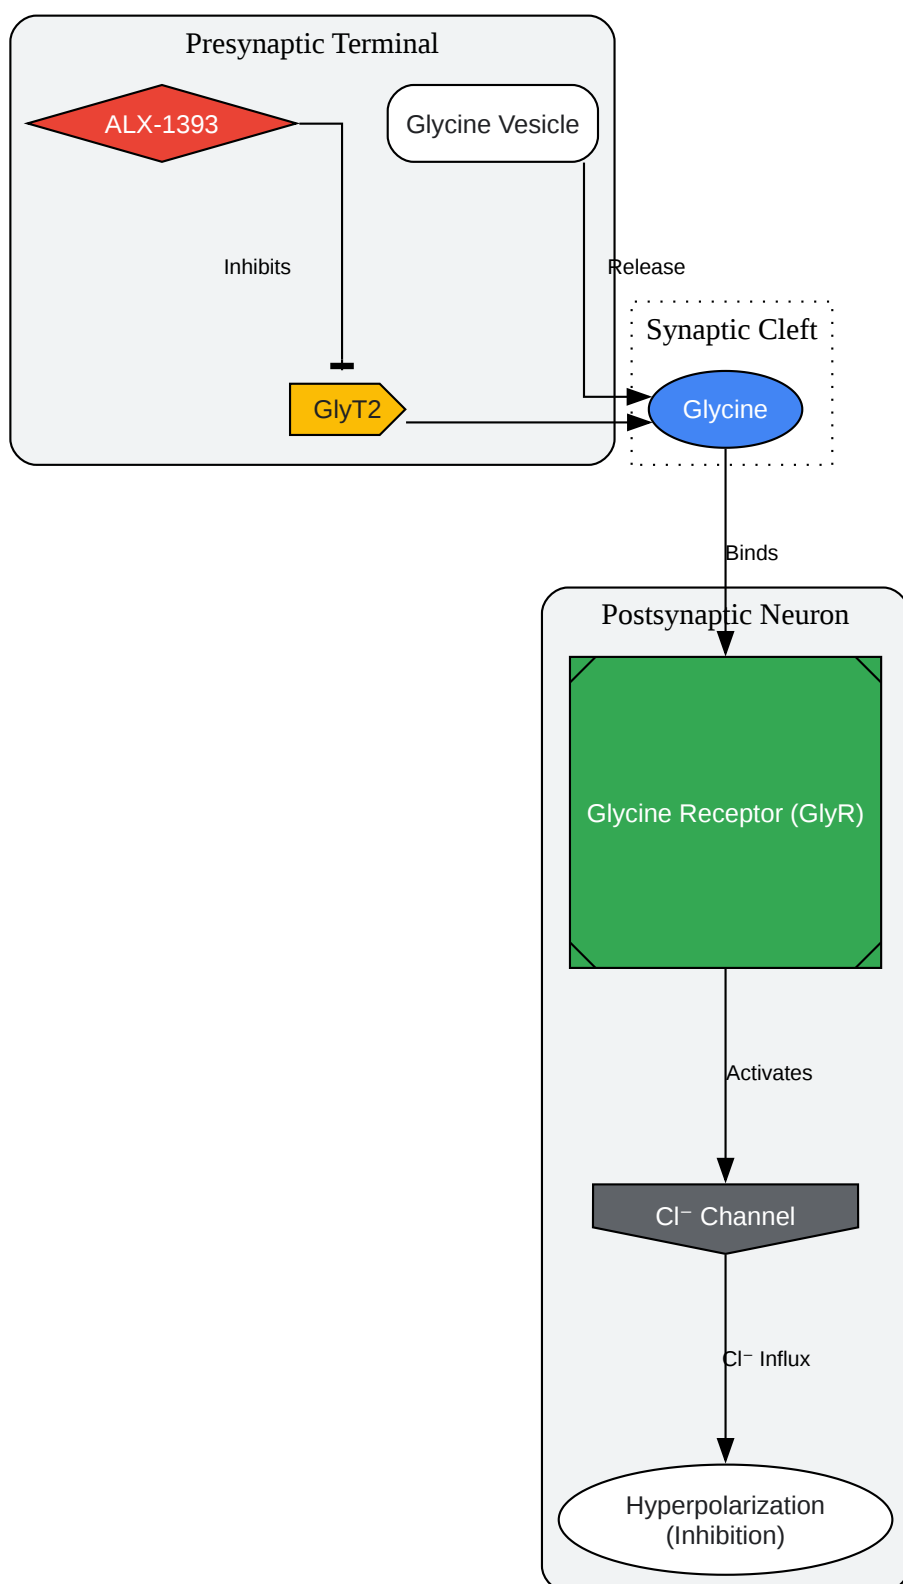 Presynaptic Terminal
ALX-1393
Glycine Vesicle
Inhibits
Release
Synaptic Cleft
GlyT2
Glycine
Binds
Postsynaptic Neuron
Glycine Receptor (GlyR)
Activates
Cl⁻ Channel
Cl⁻ Influx
Hyperpolarization
(Inhibition)